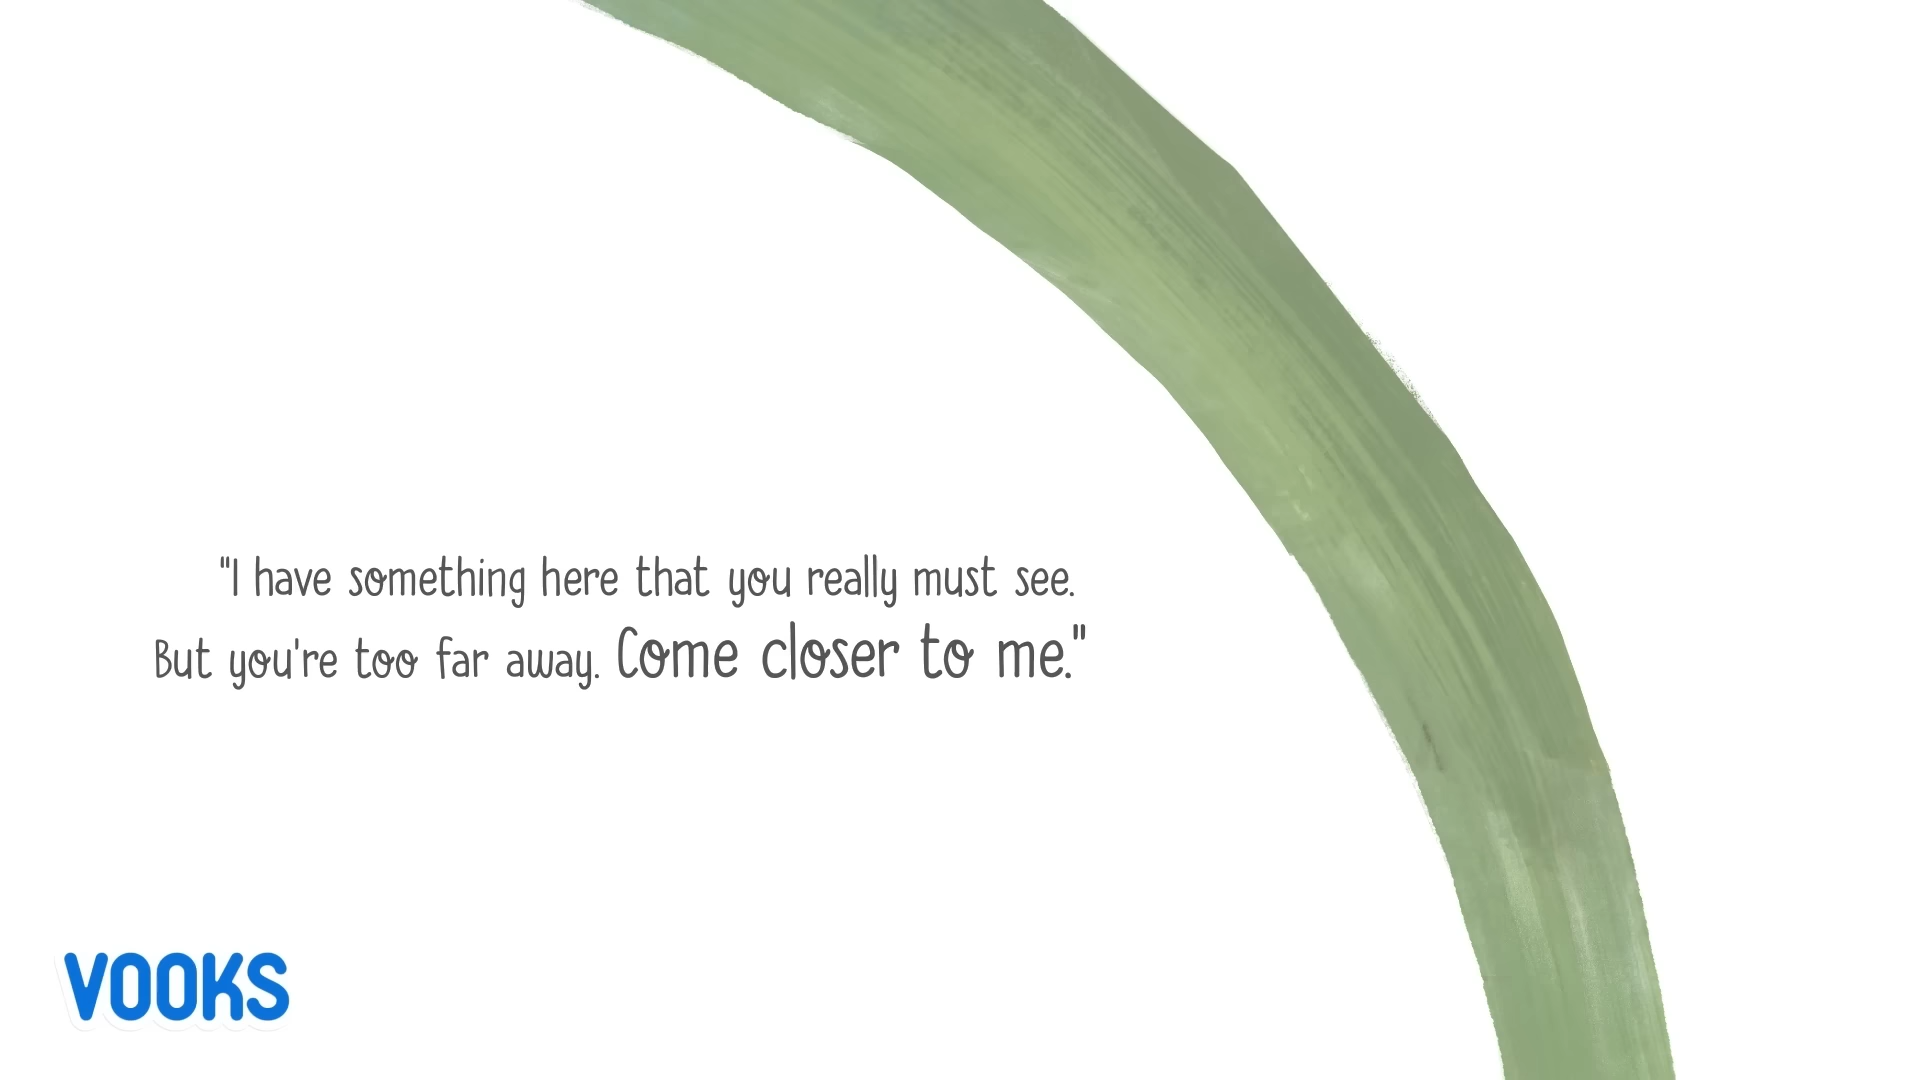 "I have something here that you really must see.
But you're too far away. Come closer to me."
VOOKS